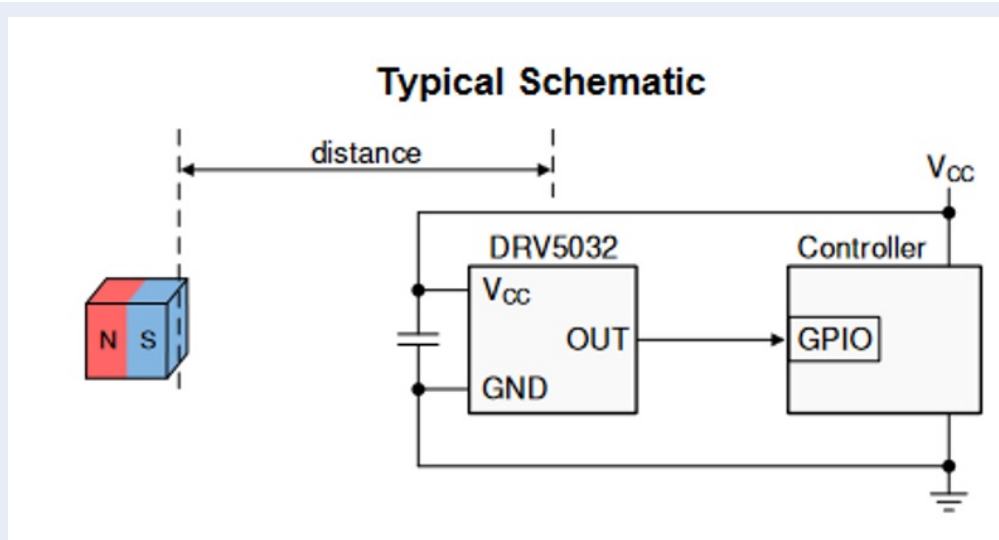 Typical Schematic
distance
VCC
DRV5032
Controller
VCC
N S
OUT
GPIO
GND